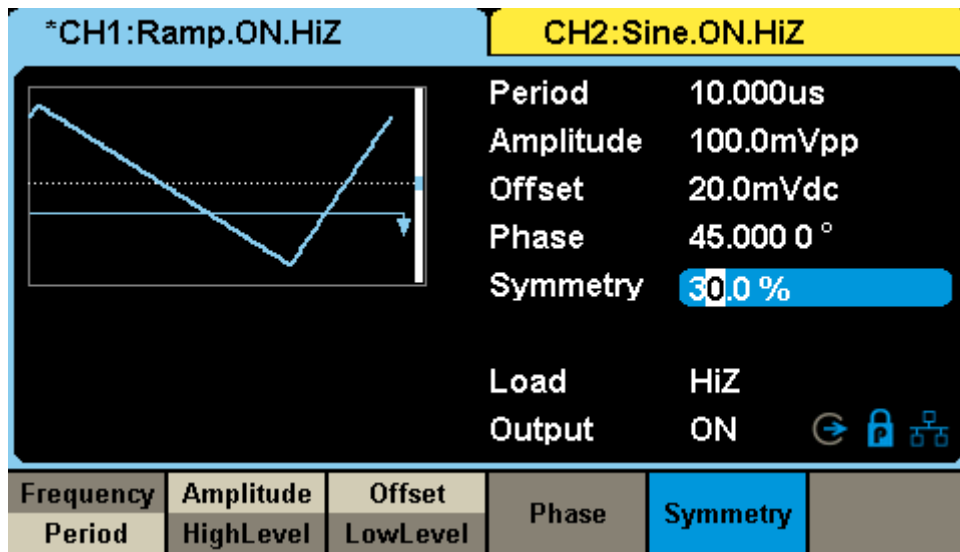 *CH1:Ramp.ON.HiZ CH2:Sine.ON.HiZ
Period 10.000us
Amplitude 100.0mVpp
Offset 20.0mVdc
Phase 45.000 0 °
Symmetry 30.0 %
Load HiZ
Output ON P
Frequency Amplitude Offset Phase Symmetry
Period HighLevel LowLevel